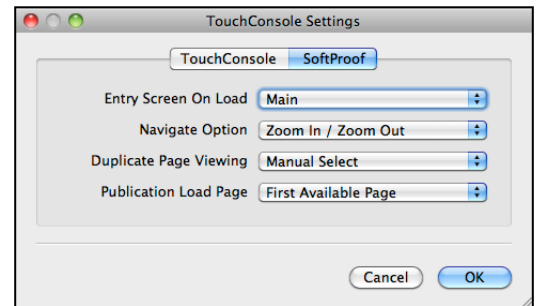 TouchConsole Settings
TouchConsole SoftProof
Entry Screen On Load Main
Navigate Option Zoom In / Zoom Out
Duplicate Page Viewing Manual Select
Publication Load Page First Available Page
Cancel OK